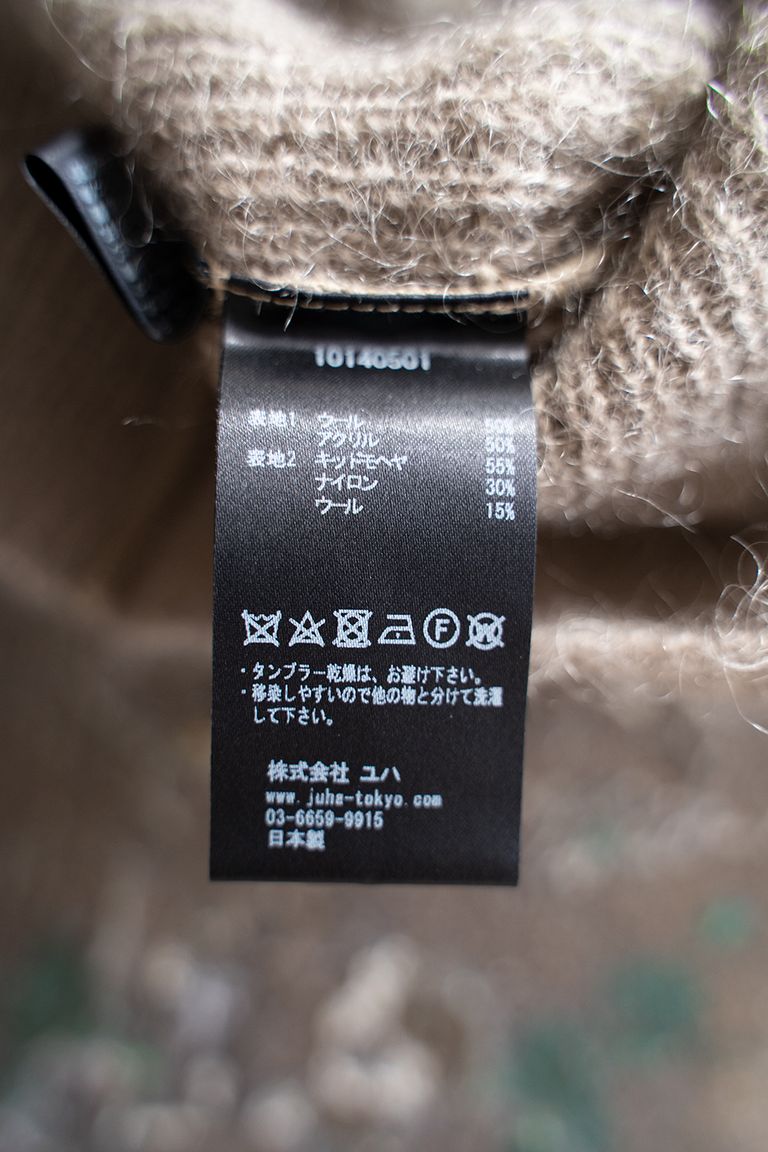 10140501
表地1 ウール 50%
アクリル 50%
表地2 キッドモヘヤ 55%
ナイロン 30%
ウール 15%
F W
・タンブラー乾燥は、お避け下さい。
・移染しやすいので他の物と分けて洗濯
して下さい。
株式会社 ユハ
www.juha-tokyo.com
03-6659-9915
日本製